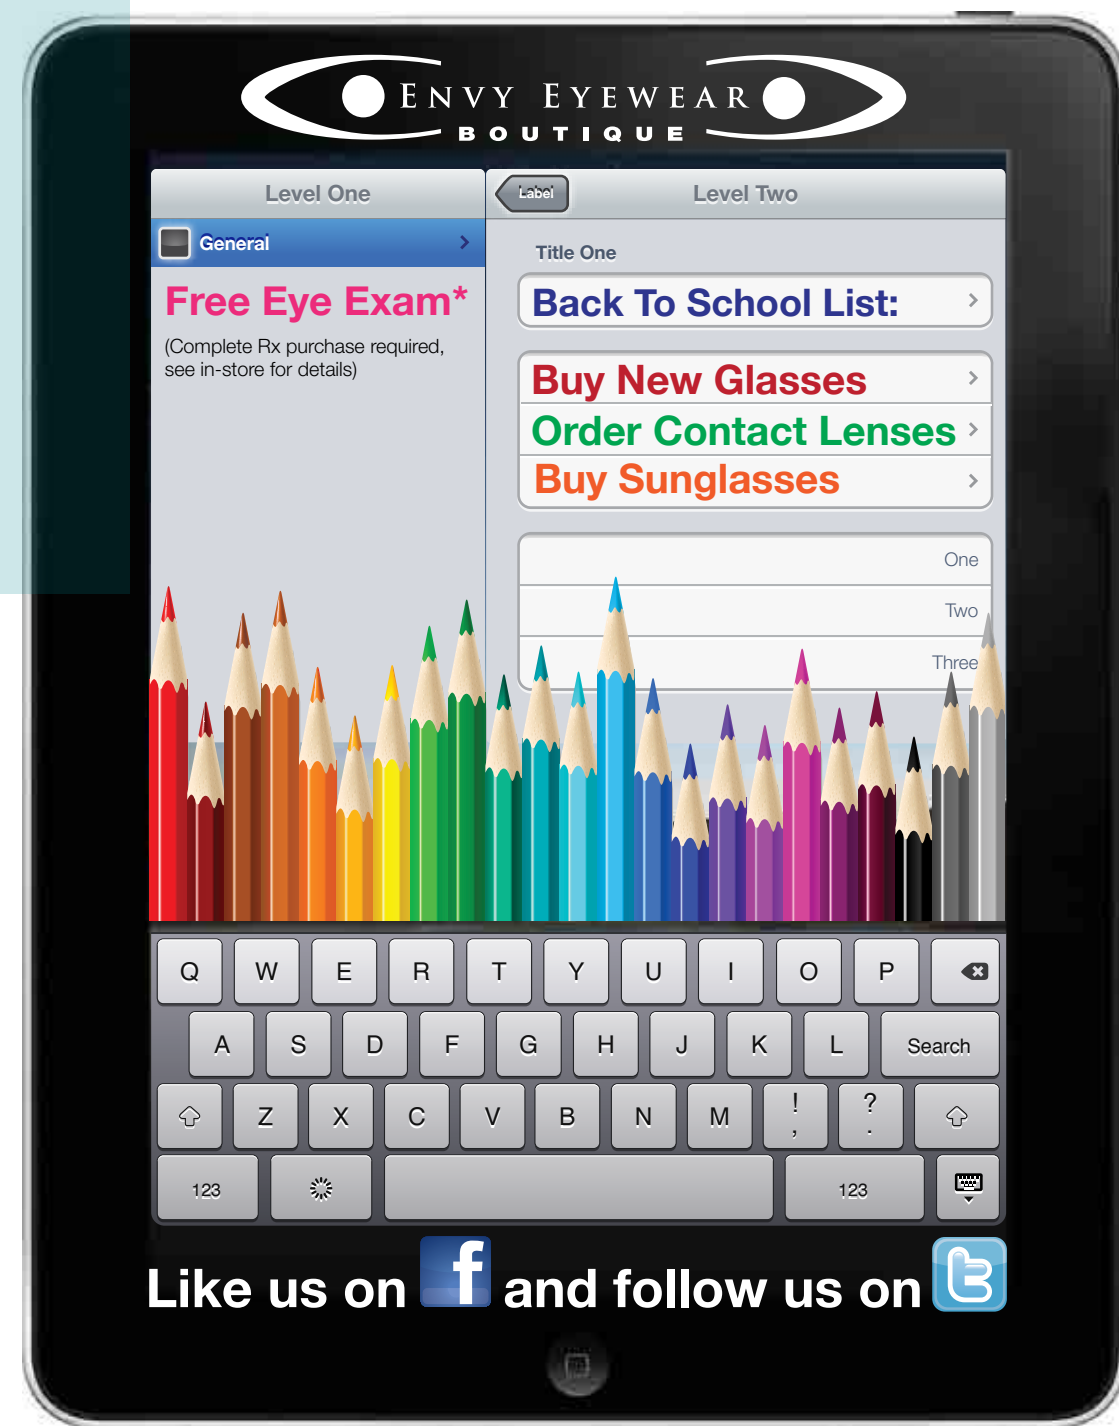 ENVY EYEWEAR
BOUTIQUE
Level One
Label
Level Two
General
Title One
Free Eye Exam*
(Complete Rx purchase required,
see in-store for details)
Back To School List:
Buy New Glasses
Order Contact Lenses
Buy Sunglasses
One
Two
Three
Q W E R T Y U I O P
A S D F G H J K L Search
Z X C V B N M ! , ? .
123 123
Like us on f and follow us on t